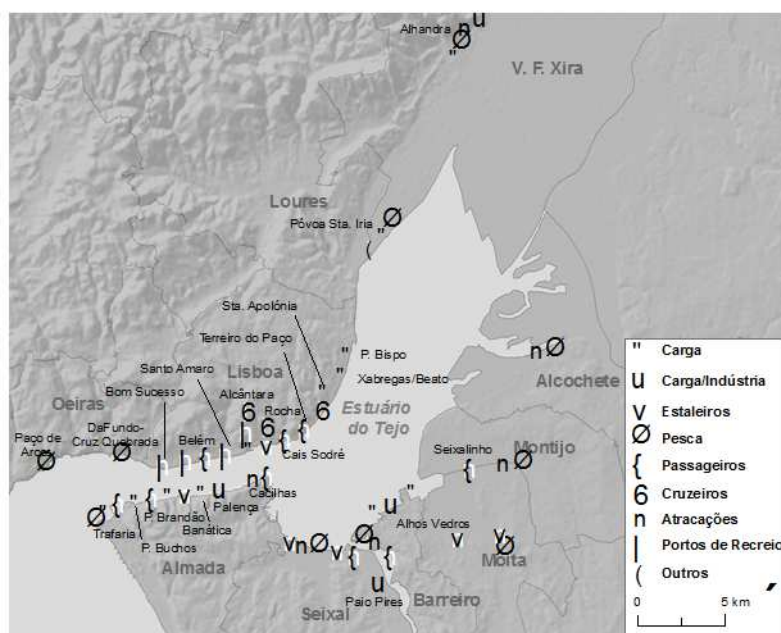 Alhandra
V. F. Xira
Loures
Póvoa Sta. Iria
Sta. Apolónia
Terreiro do Paço
P. Bispo
Santo Amaro
Lisboa
Xabregas/Beato
Bom Sucesso
Alcântara
Alcochete
Oeiras
Rocha
Estuário
do Tejo
DaFundo-
Cruz Quebrada
Paço de
Arcos
Belém
Cais Sodré
Montijo
Seixalinho
Cacilhas
Palença
P. Brandão
Banática
Trafaria
P. Buchos
Alhos Vedros
Almada
Moita
Paio Pires
Barreiro
Seixal
" Carga
u Carga/Indústria
v Estaleiros
Ø Pesca
{ Passageiros
6 Cruzeiros
n Atracações
| Portos de Recreio
( Outros
0 5 km